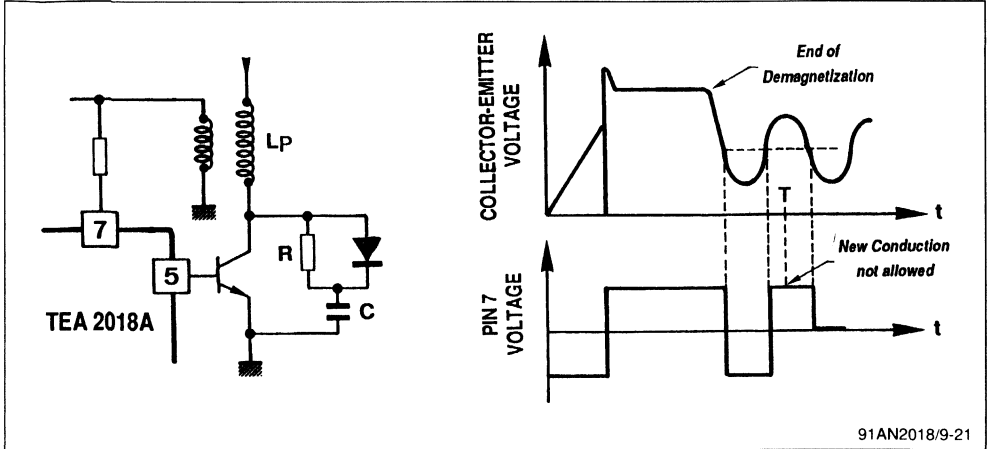 LP
7
5
R
C
TEA 2018A
COLLECTOR-EMITTER
VOLTAGE
End of
Demagnetization
T
t
PIN 7
VOLTAGE
New Conduction
not allowed
t
91AN2018/9-21